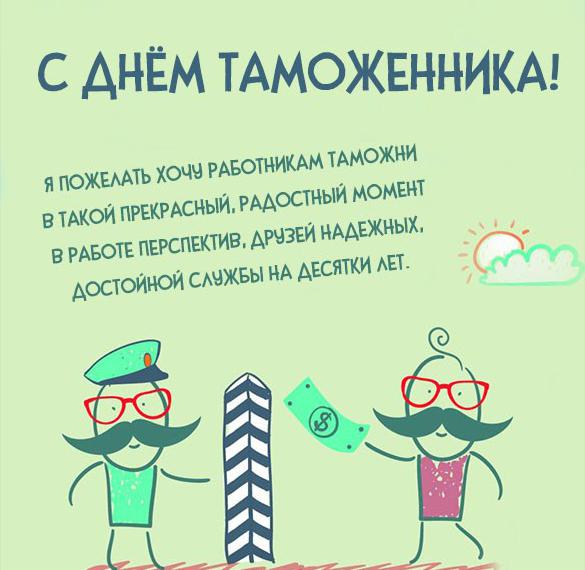 С ДНЁМ ТАМОЖЕННИКА!
Я ПОЖЕЛАТЬ ХОЧУ РАБОТНИКАМ ТАМОЖНИ
В ТАКОЙ ПРЕКРАСНЫЙ, РАДОСТНЫЙ МОМЕНТ
В РАБОТЕ ПЕРСПЕКТИВ, ДРУЗЕЙ НАДЕЖНЫХ,
ДОСТОЙНОЙ СЛУЖБЫ НА ДЕСЯТКИ ЛЕТ.
$